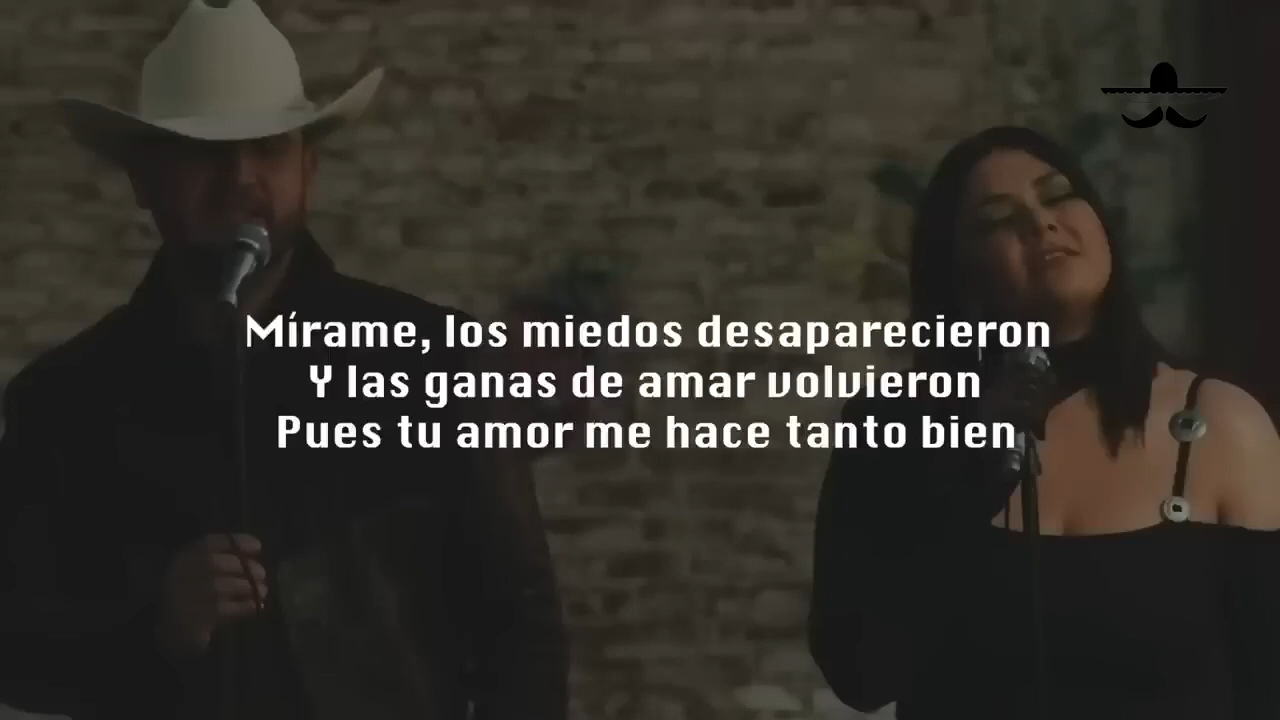 Mírame, los miedos desaparecieron
Y las ganas de amar volvieron
Pues tu amor me hace tanto bien